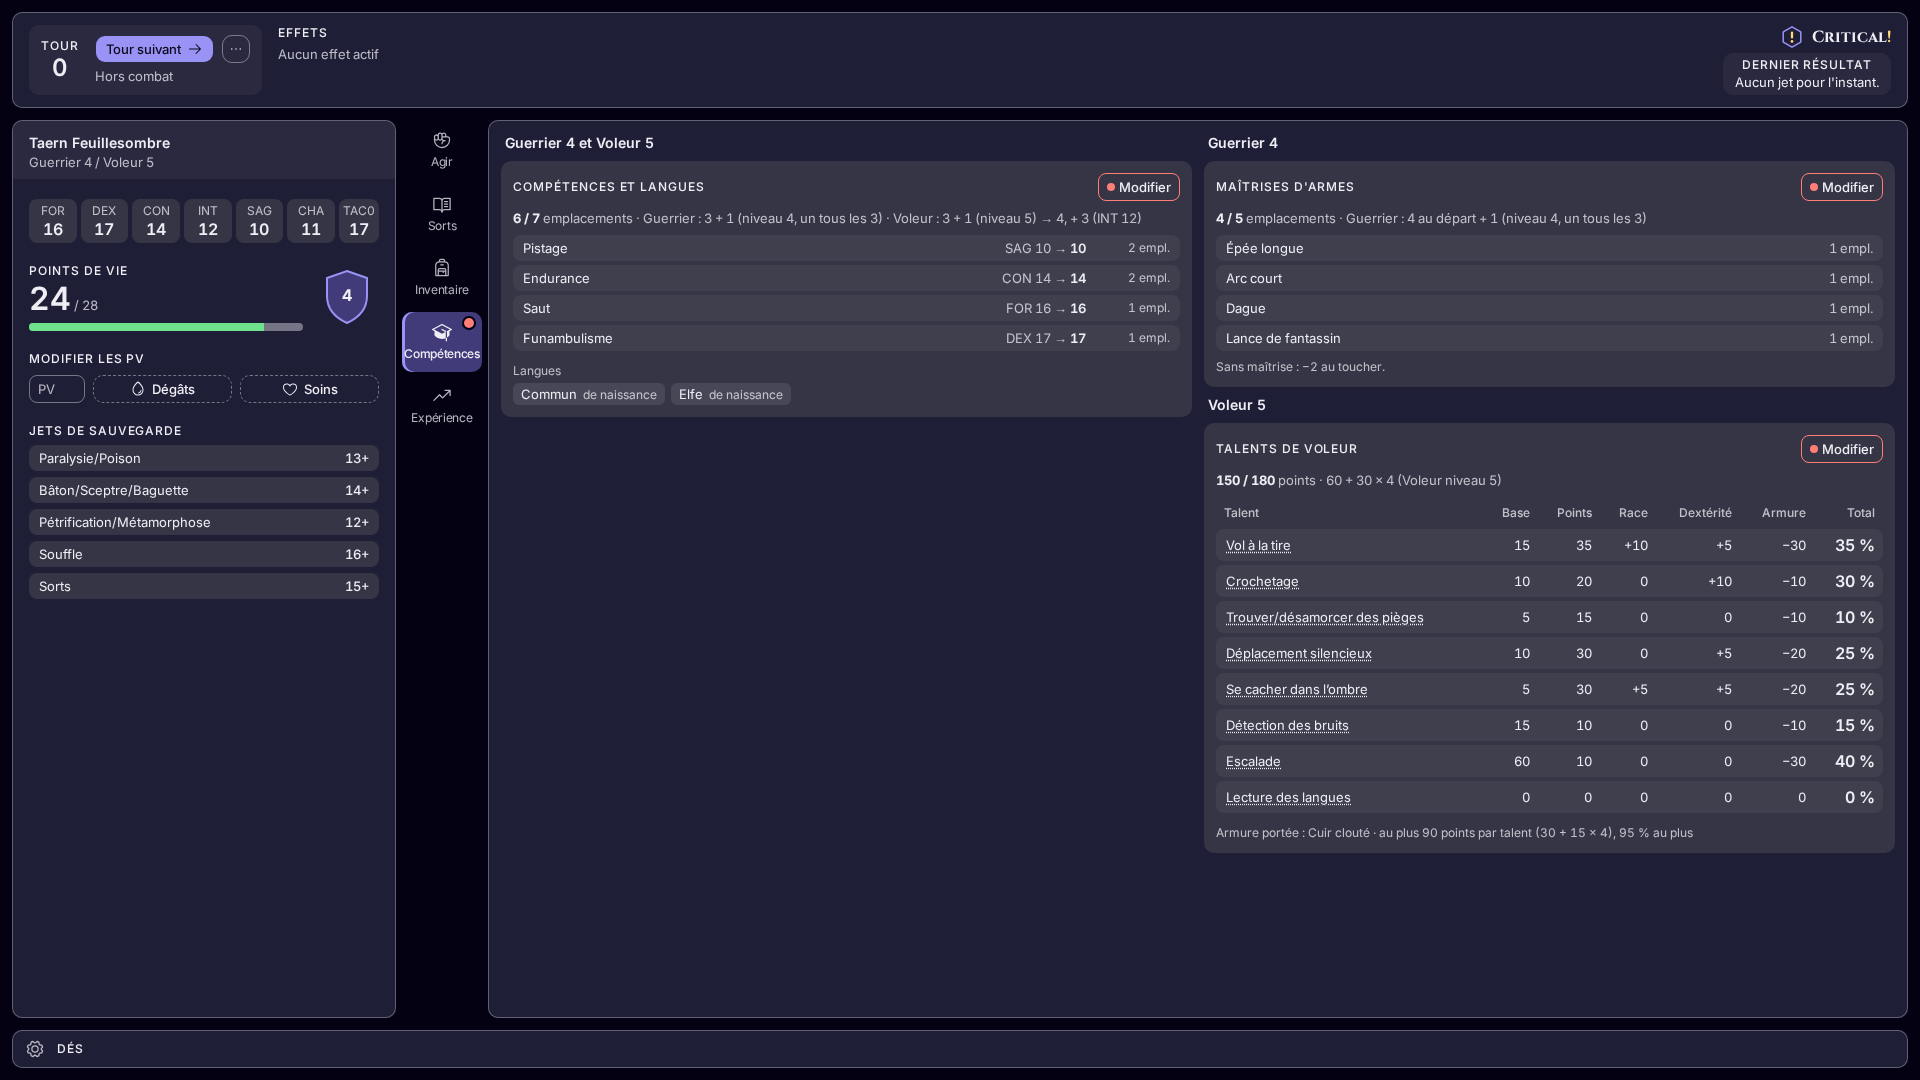 TOUR
0
Tour suivant →
...
Hors combat
EFFETS
Aucun effet actif
CRITICAL!
DERNIER RÉSULTAT
Aucun jet pour l'instant.
Taern Feuillesombre
Guerrier 4 / Voleur 5
FOR DEX CON INT SAG CHA TAC0
16 17 14 12 10 11 17
POINTS DE VIE
24 / 28
4
MODIFIER LES PV
PV Dégâts Soins
JETS DE SAUVEGARDE
Paralysie/Poison 13+
Bâton/Sceptre/Baguette 14+
Pétrification/Métamorphose 12+
Souffle 16+
Sorts 15+
Agir
Sorts
Inventaire
Compétences
Expérience
Guerrier 4 et Voleur 5
COMPÉTENCES ET LANGUES Modifier
6 / 7 emplacements · Guerrier : 3 + 1 (niveau 4, un tous les 3) · Voleur : 3 + 1 (niveau 5) → 4, + 3 (INT 12)
Pistage SAG 10 → 10 2 empl.
Endurance CON 14 → 14 2 empl.
Saut FOR 16 → 16 1 empl.
Funambulisme DEX 17 → 17 1 empl.
Langues
Commun de naissance Elfe de naissance
Guerrier 4
MAÎTRISES D'ARMES Modifier
4 / 5 emplacements · Guerrier : 4 au départ + 1 (niveau 4, un tous les 3)
Épée longue 1 empl.
Arc court 1 empl.
Dague 1 empl.
Lance de fantassin 1 empl.
Sans maîtrise : −2 au toucher.
Voleur 5
TALENTS DE VOLEUR Modifier
150 / 180 points · 60 + 30 × 4 (Voleur niveau 5)
Talent Base Points Race Dextérité Armure Total
Vol à la tire 15 35 +10 +5 −30 35 %
Crochetage 10 20 0 +10 −10 30 %
Trouver/désamorcer des pièges 5 15 0 0 −10 10 %
Déplacement silencieux 10 30 0 +5 −20 25 %
Se cacher dans l’ombre 5 30 +5 +5 −20 25 %
Détection des bruits 15 10 0 0 −10 15 %
Escalade 60 10 0 0 −30 40 %
Lecture des langues 0 0 0 0 0 0 %
Armure portée : Cuir clouté · au plus 90 points par talent (30 + 15 × 4), 95 % au plus
DÉS